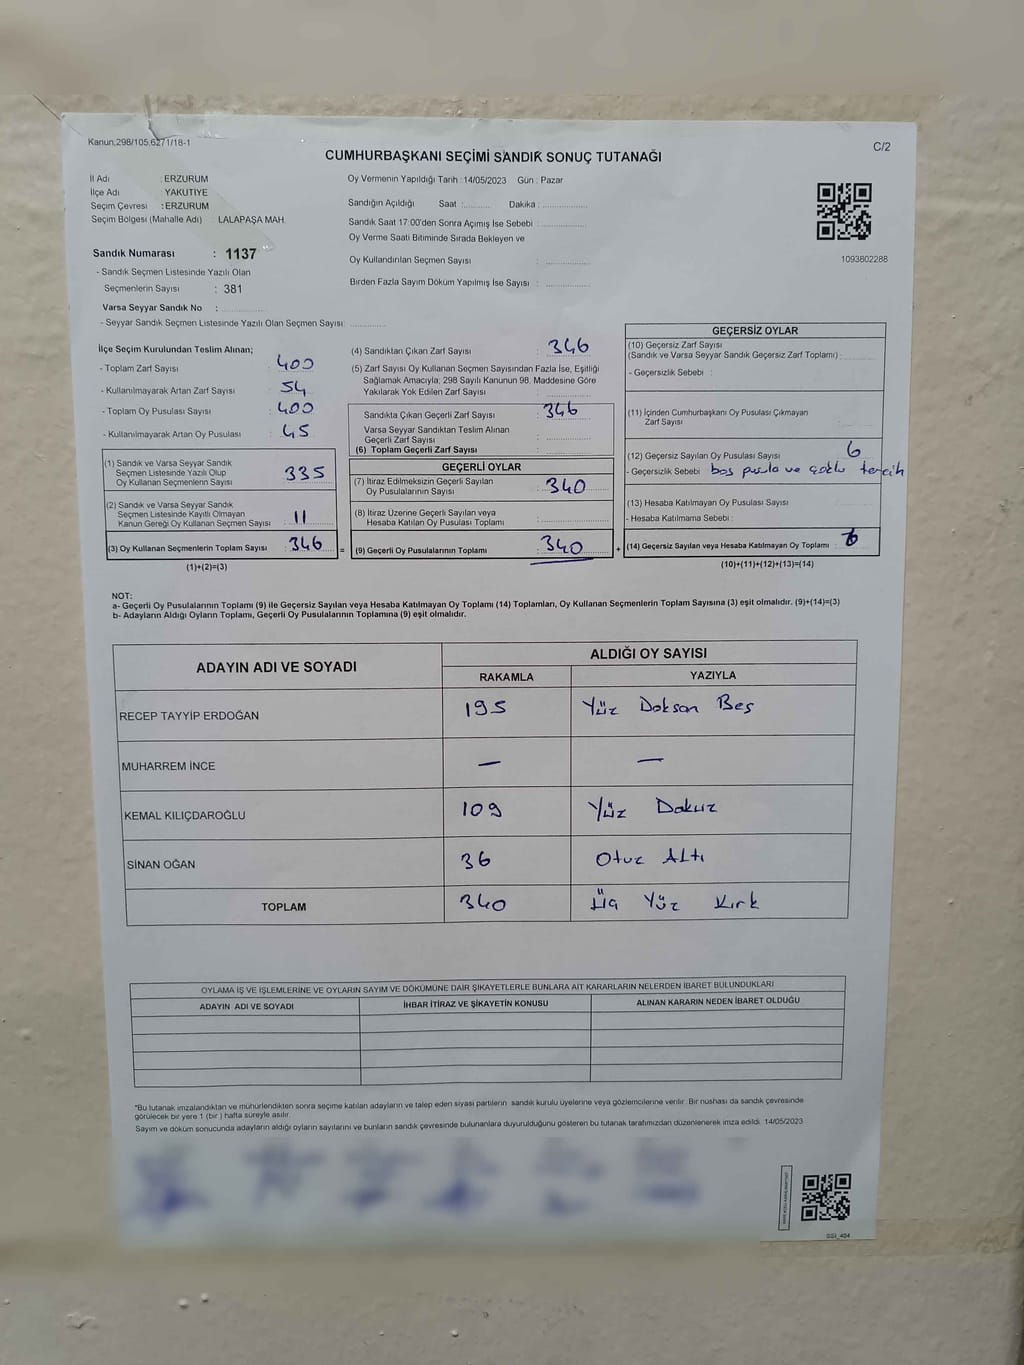 Kanun:298/105,6271/18-1
C/2
CUMHURBAŞKANI SEÇİMİ SANDIK SONUÇ TUTANAĞI
İl Adı : ERZURUM
İlçe Adı : YAKUTİYE
Seçim Çevresi : ERZURUM
Seçim Bölgesi (Mahalle Adı) : LALAPAŞA MAH.
Sandık Numarası : 1137
- Sandık Seçmen Listesinde Yazılı Olan
Seçmenlerin Sayısı : 381
Varsa Seyyar Sandık No :
- Seyyar Sandık Seçmen Listesinde Yazılı Olan Seçmen Sayısı:
Oy Vermenin Yapıldığı Tarih :14/05/2023 Gün : Pazar
Sandığın Açıldığı Saat : Dakika :
Sandık Saat 17:00'den Sonra Açımış İse Sebebi :
Oy Verme Saati Bitiminde Sırada Bekleyen ve
Oy Kullandırılan Seçmen Sayısı :
Birden Fazla Sayım Döküm Yapılmış İse Sayısı :
1093802288
İlçe Seçim Kurulundan Teslim Alınan;
- Toplam Zarf Sayısı : 400
- Kullanılmayarak Artan Zarf Sayısı : 54
- Toplam Oy Pusulası Sayısı : 400
- Kullanılmayarak Artan Oy Pusulası : 45
(1) Sandık ve Varsa Seyyar Sandık
Seçmen Listesinde Yazılı Olup
Oy Kullanan Seçmenlerin Sayısı : 335
(2) Sandık ve Varsa Seyyar Sandık
Seçmen Listesinde Kayıtlı Olmayan
Kanun Gereği Oy Kullanan Seçmen Sayısı : 11
(3) Oy Kullanan Seçmenlerin Toplam Sayısı : 346
(1)+(2)=(3)
(4) Sandıktan Çıkan Zarf Sayısı : 346
(5) Zarf Sayısı Oy Kullanan Seçmen Sayısından Fazla İse, Eşitliği
Sağlamak Amacıyla; 298 Sayılı Kanunun 98. Maddesine Göre
Yakılarak Yok Edilen Zarf Sayısı :
Sandıkta Çıkan Geçerli Zarf Sayısı : 346
Varsa Seyyar Sandıktan Teslim Alınan
Geçerli Zarf Sayısı :
(6) Toplam Geçerli Zarf Sayısı :
GEÇERLİ OYLAR
(7) İtiraz Edilmeksizin Geçerli Sayılan
Oy Pusulalarının Sayısı : 340
(8) İtiraz Üzerine Geçerli Sayılan veya
Hesaba Katılan Oy Pusulası Toplamı :
= (9) Geçerli Oy Pusulalarının Toplamı : 340
GEÇERSİZ OYLAR
(10) Geçersiz Zarf Sayısı
(Sandık ve Varsa Seyyar Sandık Geçersiz Zarf Toplamı) :
- Geçersizlik Sebebi :
(11) İçinden Cumhurbaşkanı Oy Pusulası Çıkmayan
Zarf Sayısı :
(12) Geçersiz Sayılan Oy Pusulası Sayısı : 6
- Geçersizlik Sebebi : boş pusula ve çoklu tercih
(13) Hesaba Katılmayan Oy Pusulası Sayısı :
- Hesaba Katılmama Sebebi :
+ (14) Geçersiz Sayılan veya Hesaba Katılmayan Oy Toplamı : 6
(10)+(11)+(12)+(13)=(14)
NOT:
a- Geçerli Oy Pusulalarının Toplamı (9) ile Geçersiz Sayılan veya Hesaba Katılmayan Oy Toplamı (14) Toplamları, Oy Kullanan Seçmenlerin Toplam Sayısına (3) eşit olmalıdır. (9)+(14)=(3)
b- Adayların Aldığı Oyların Toplamı, Geçerli Oy Pusulalarının Toplamına (9) eşit olmalıdır.
ADAYIN ADI VE SOYADI
ALDIĞI OY SAYISI
RAKAMLA YAZIYLA
RECEP TAYYİP ERDOĞAN 195 Yüz Doksan Beş
MUHARREM İNCE — —
KEMAL KILIÇDAROĞLU 109 Yüz Dokuz
SİNAN OĞAN 36 Otuz Altı
TOPLAM 340 Üç Yüz Kırk
OYLAMA İŞ VE İŞLEMLERİNE VE OYLARIN SAYIM VE DÖKÜMÜNE DAİR ŞİKAYETLERLE BUNLARA AİT KARARLARIN NELERDEN İBARET BULUNDUKLARI
ADAYIN ADI VE SOYADI İHBAR İTİRAZ VE ŞİKAYETİN KONUSU ALINAN KARARIN NEDEN İBARET OLDUĞU
*Bu tutanak imzalandıktan ve mühürlendikten sonra seçime katılan adayların ve talep eden siyasi partilerin sandık kurulu üyelerine veya gözlemcilerine verilir. Bir nüshası da sandık çevresinde
görülecek bir yere 1 (bir ) hafta süreyle asılır.
Sayım ve döküm sonucunda adayların aldığı oyların sayılarını ve bunların sandık çevresinde bulunanlara duyurulduğunu gösteren bu tutanak tarafımızdan düzenlenerek imza edildi. 14/05/2023